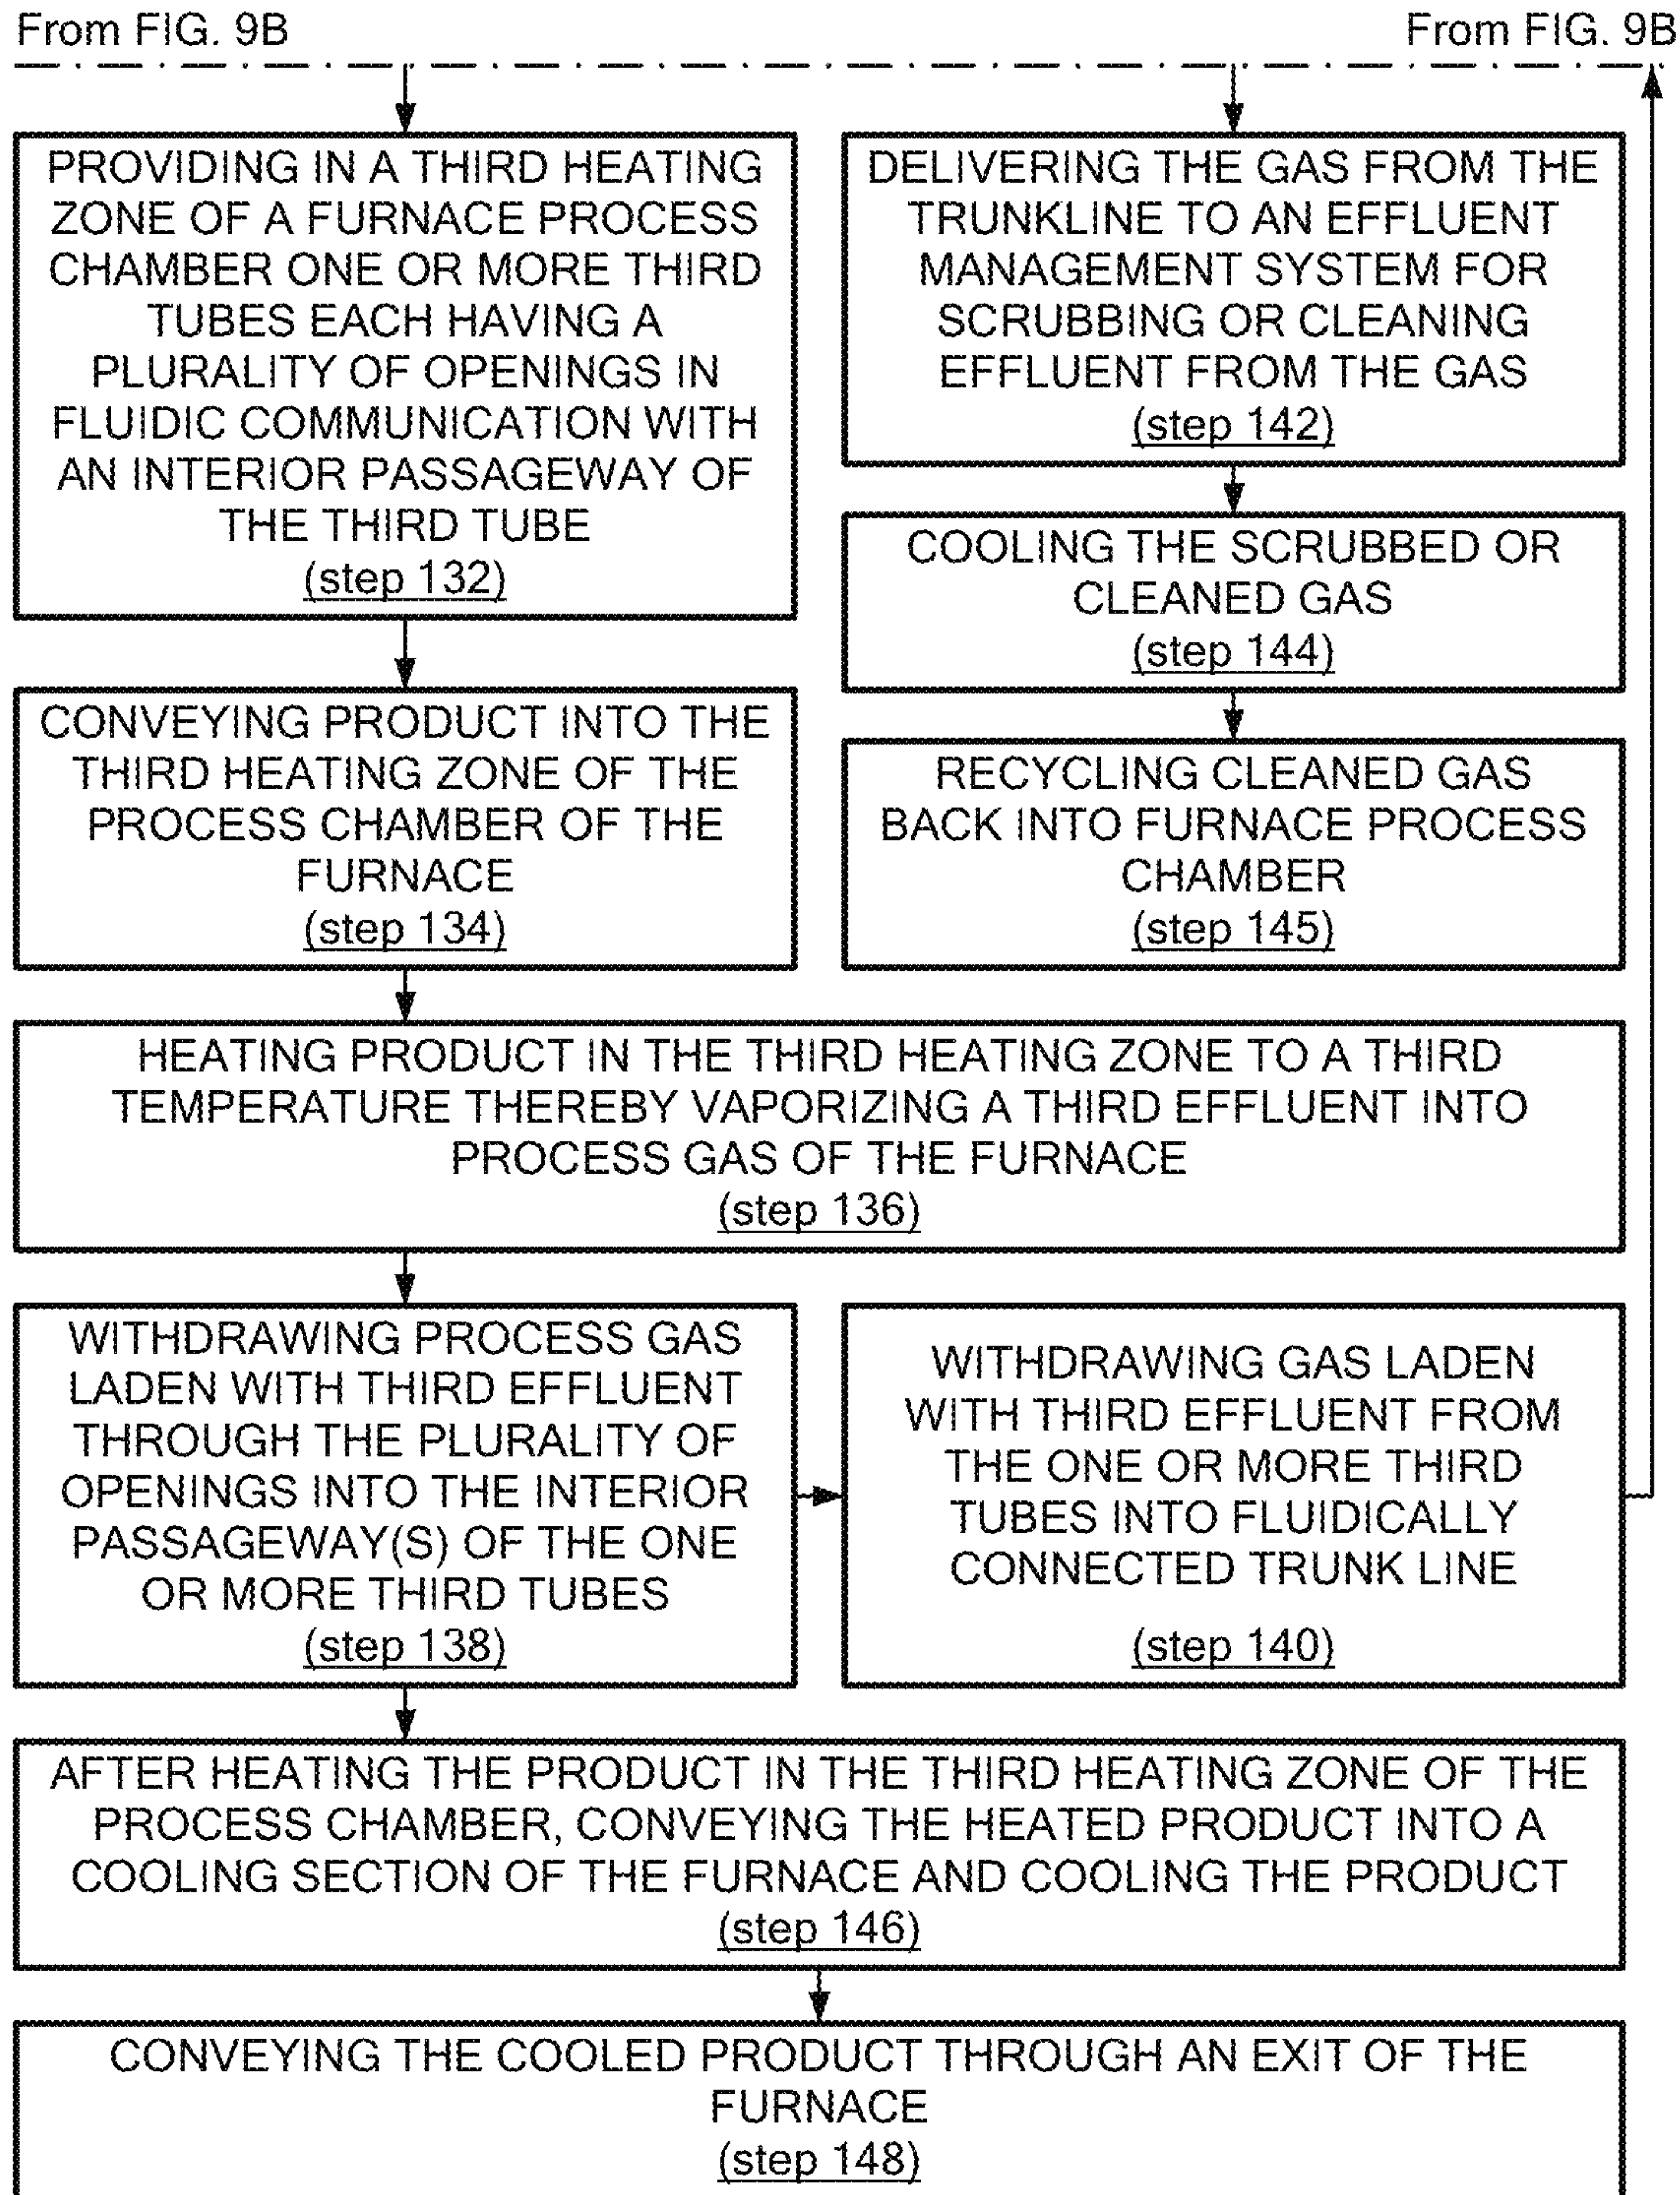 From FIG. 9B
From FIG. 9B
PROVIDING IN A THIRD HEATING
ZONE OF A FURNACE PROCESS
CHAMBER ONE OR MORE THIRD
TUBES EACH HAVING A
PLURALITY OF OPENINGS IN
FLUIDIC COMMUNICATION WITH
AN INTERIOR PASSAGEWAY OF
THE THIRD TUBE
(step 132)
DELIVERING THE GAS FROM THE
TRUNKLINE TO AN EFFLUENT
MANAGEMENT SYSTEM FOR
SCRUBBING OR CLEANING
EFFLUENT FROM THE GAS
(step 142)
COOLING THE SCRUBBED OR
CLEANED GAS
(step 144)
CONVEYING PRODUCT INTO THE
THIRD HEATING ZONE OF THE
PROCESS CHAMBER OF THE
FURNACE
(step 134)
RECYCLING CLEANED GAS
BACK INTO FURNACE PROCESS
CHAMBER
(step 145)
HEATING PRODUCT IN THE THIRD HEATING ZONE TO A THIRD
TEMPERATURE THEREBY VAPORIZING A THIRD EFFLUENT INTO
PROCESS GAS OF THE FURNACE
(step 136)
WITHDRAWING PROCESS GAS
LADEN WITH THIRD EFFLUENT
THROUGH THE PLURALITY OF
OPENINGS INTO THE INTERIOR
PASSAGEWAY(S) OF THE ONE
OR MORE THIRD TUBES
(step 138)
WITHDRAWING GAS LADEN
WITH THIRD EFFLUENT FROM
THE ONE OR MORE THIRD
TUBES INTO FLUIDICALLY
CONNECTED TRUNK LINE
(step 140)
AFTER HEATING THE PRODUCT IN THE THIRD HEATING ZONE OF THE
PROCESS CHAMBER, CONVEYING THE HEATED PRODUCT INTO A
COOLING SECTION OF THE FURNACE AND COOLING THE PRODUCT
(step 146)
CONVEYING THE COOLED PRODUCT THROUGH AN EXIT OF THE
FURNACE
(step 148)